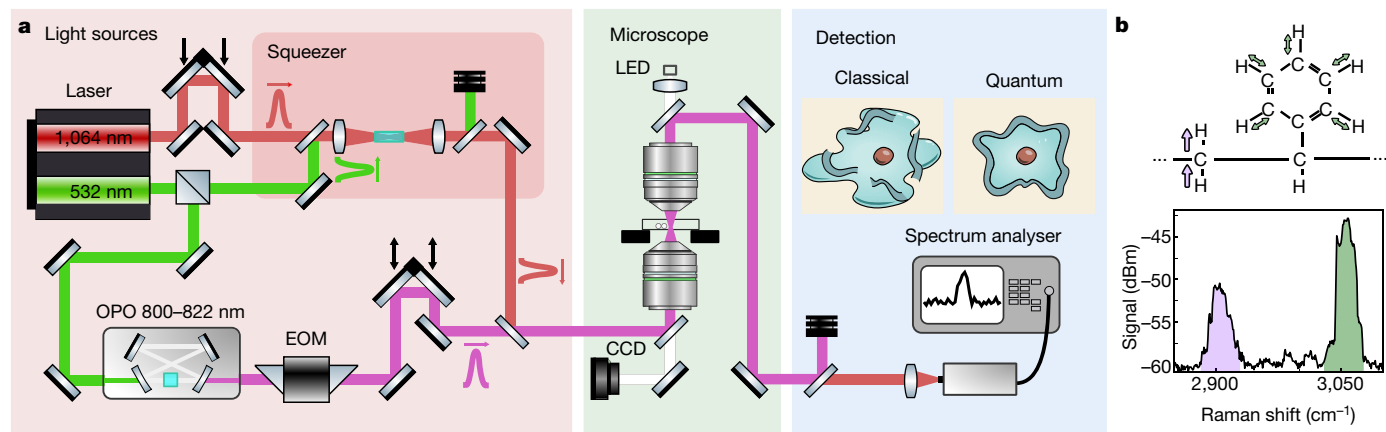 a
Light sources
Squeezer
Laser
1,064 nm
532 nm
OPO 800–822 nm
EOM
Microscope
LED
CCD
Detection
Classical
Quantum
Spectrum analyser
b
H
H
H
C
C
C
H
C
C
H
H
C
H
···
C
C
···
H
H
Signal (dBm)
–45
–50
–55
–60
2,900
3,050
Raman shift (cm–1)